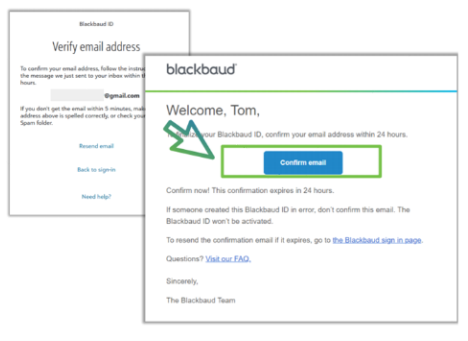 Blackbaud ID
Verify email address
To confirm your email address, follow the
the message we just sent to your inbox within
hours.
@gmail.com
If you don't get the email within 5 minutes,
address above is spelled correctly, or check your
Spam folder.
Resend email
Back to sign-in
Need help?
blackbaud
Welcome, Tom,
your Blackbaud ID, confirm your email address within 24 hours.
Confirm email
Confirm now! This confirmation expires in 24 hours.
If someone created this Blackbaud ID in error, don't confirm this email. The
Blackbaud ID won't be activated.
To resend the confirmation email if it expires, go to the Blackbaud sign in page.
Questions? Visit our FAQ.
Sincerely,
The Blackbaud Team